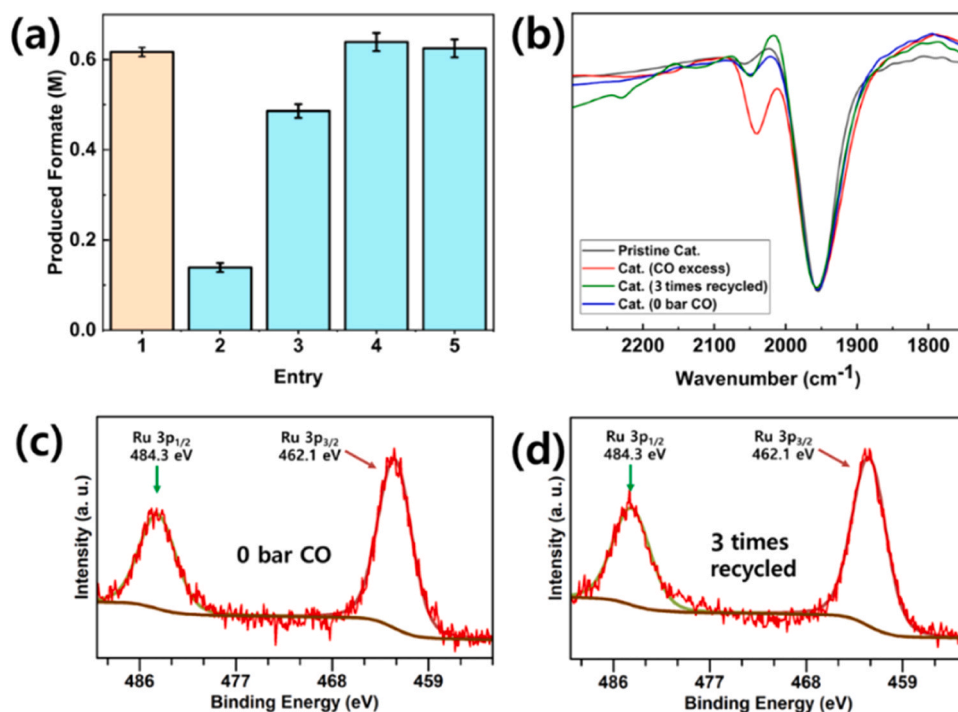 (a)
Produced Formate (M)
0.6
0.4
0.2
0.0
1 2 3 4 5
Entry
(b)
Pristine Cat.
Cat. (CO excess)
Cat. (3 times recycled)
Cat. (0 bar CO)
2200 2100 2000 1900 1800
Wavenumber (cm-1)
(c)
Ru 3p1/2
484.3 eV
Ru 3p3/2
462.1 eV
0 bar CO
Intensity (a. u.)
486 477 468 459
Binding Energy (eV)
(d)
Ru 3p1/2
484.3 eV
Ru 3p3/2
462.1 eV
3 times
recycled
Intensity (a. u.)
486 477 468 459
Binding Energy (eV)